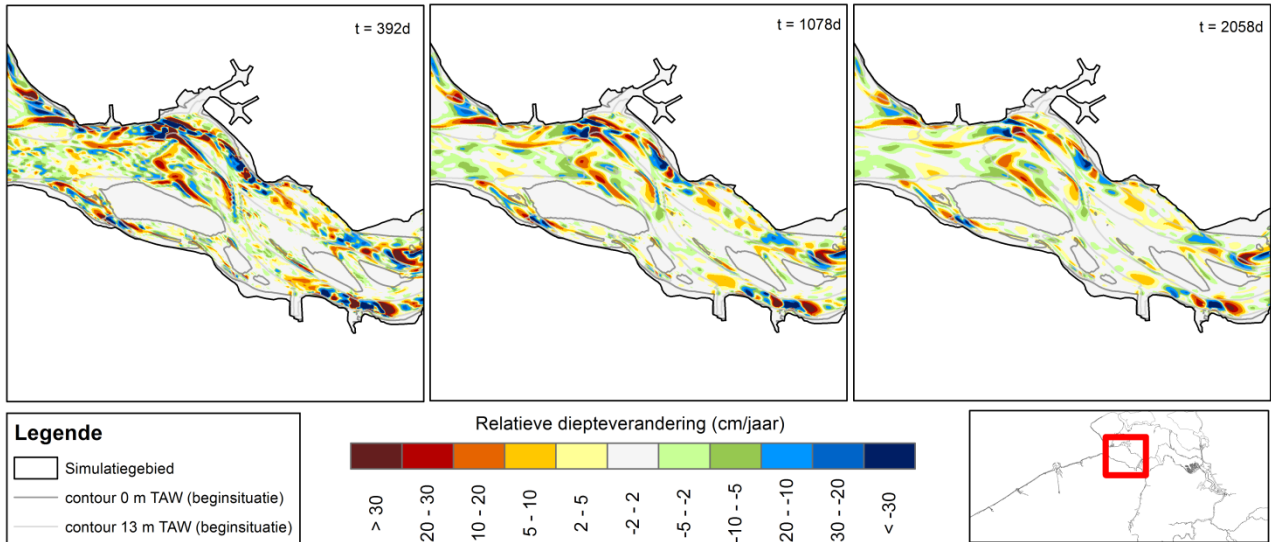 t = 392d
t = 1078d
t = 2058d
Legende
Simulatiegebied
contour 0 m TAW (beginsituatie)
contour 13 m TAW (beginsituatie)
Relatieve diepteverandering (cm/jaar)
> 30
20 - 30
10 - 20
5 - 10
2 - 5
-2 - 2
-5 - -2
-10 - -5
20 - -10
30 - -20
< -30